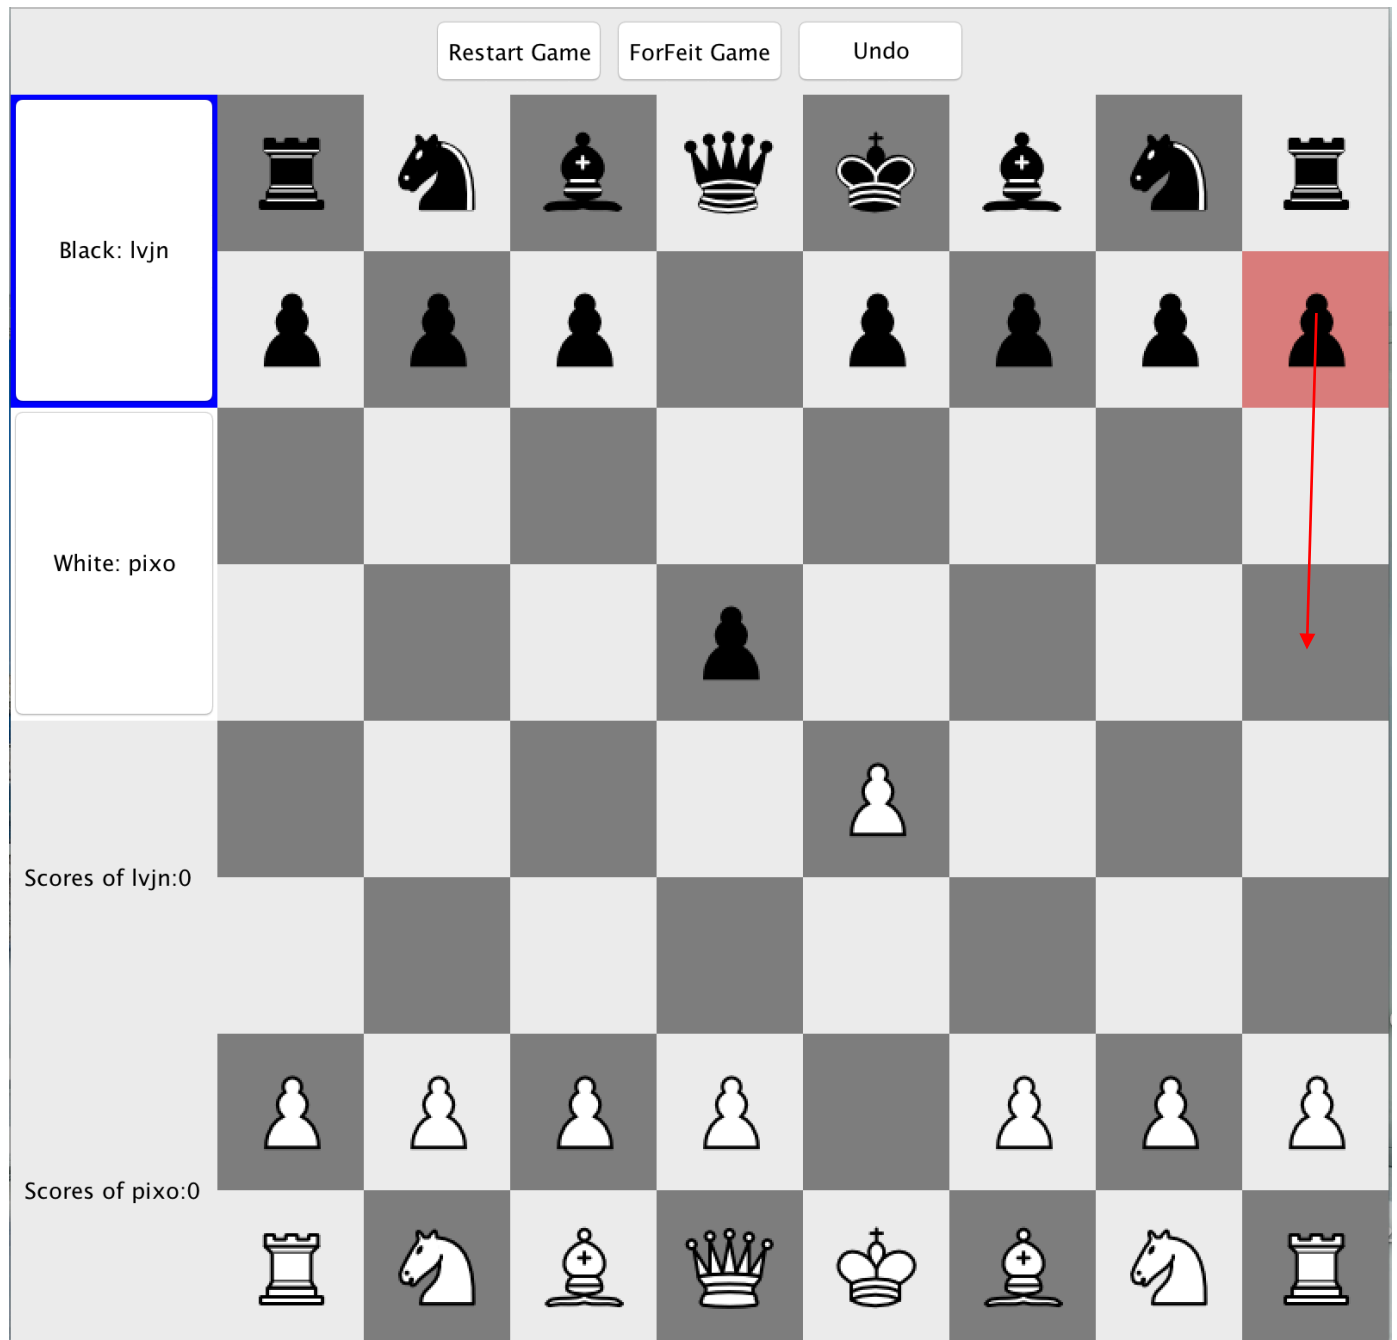 Restart Game
ForFeit Game
Undo
Black: lvjn
White: pixo
Scores of lvjn:0
Scores of pixo:0